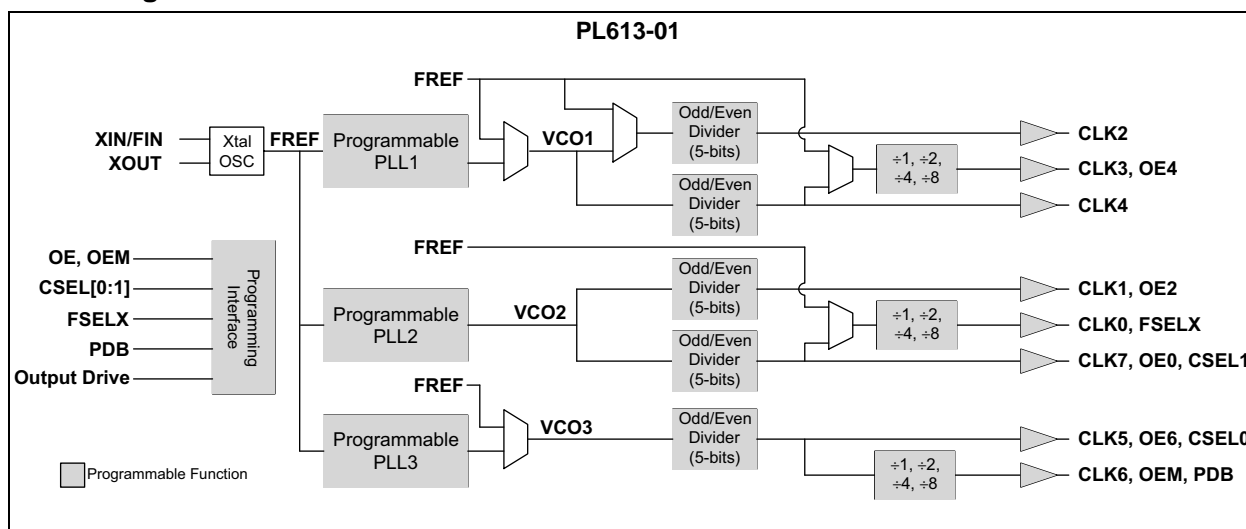 PL613-01
FREF
XIN/FIN
XOUT
Xtal
OSC
FREF
Programmable
PLL1
VCO1
Odd/Even
Divider
(5-bits)
CLK2
÷1, ÷2,
÷4, ÷8
CLK3, OE4
Odd/Even
Divider
(5-bits)
CLK4
OE, OEM
CSEL[0:1]
FSELX
PDB
Output Drive
Programming
Interface
FREF
Programmable
PLL2
VCO2
Odd/Even
Divider
(5-bits)
CLK1, OE2
÷1, ÷2,
÷4, ÷8
CLK0, FSELX
Odd/Even
Divider
(5-bits)
CLK7, OE0, CSEL1
FREF
Programmable
PLL3
VCO3
Odd/Even
Divider
(5-bits)
CLK5, OE6, CSEL0
÷1, ÷2,
÷4, ÷8
CLK6, OEM, PDB
Programmable Function